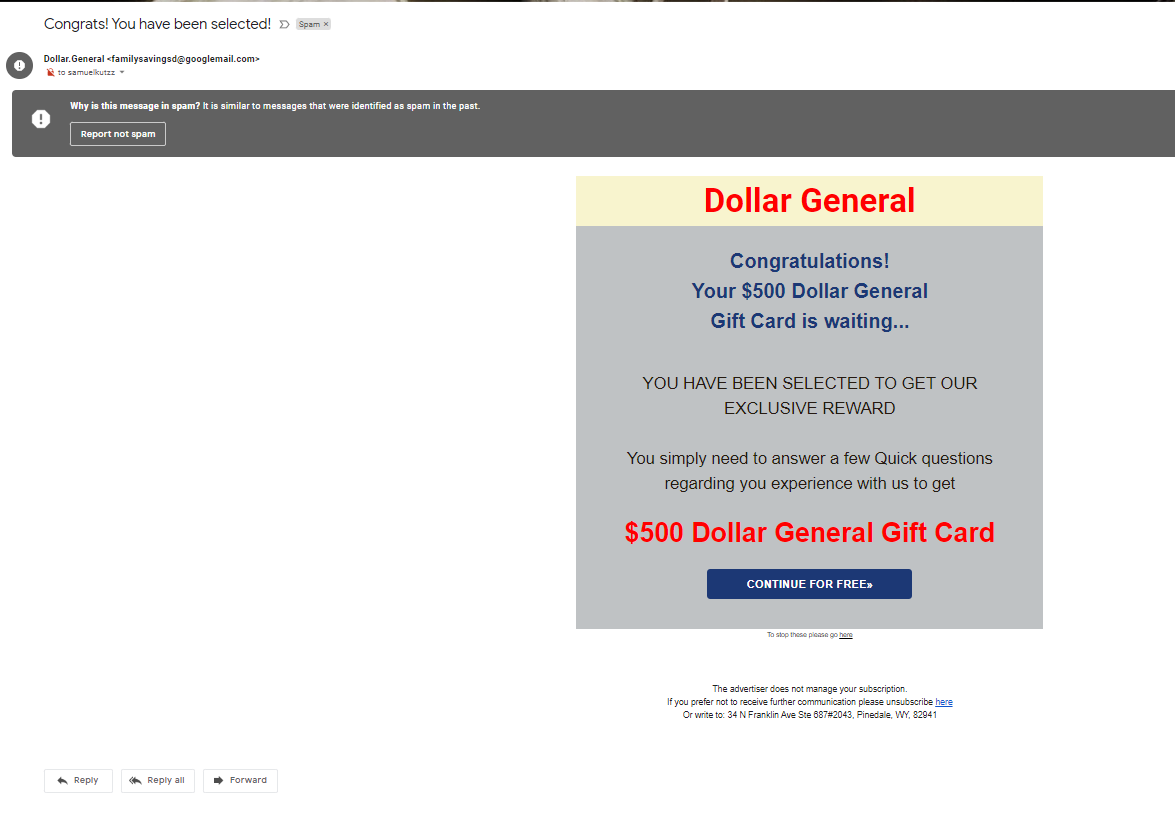 Congrats! You have been selected!
Spam ×
Dollar.General <familysavingsd@googlemail.com>
to samuelkutzz
Why is this message in spam? It is similar to messages that were identified as spam in the past.
Report not spam
Dollar General
Congratulations!
Your $500 Dollar General
Gift Card is waiting...
YOU HAVE BEEN SELECTED TO GET OUR
EXCLUSIVE REWARD
You simply need to answer a few Quick questions
regarding you experience with us to get
$500 Dollar General Gift Card
CONTINUE FOR FREE»
To stop these please go here
The advertiser does not manage your subscription.
If you prefer not to receive further communication please unsubscribe here
Or write to: 34 N Franklin Ave Ste 687#2043, Pinedale, WY, 82941
Reply
Reply all
Forward